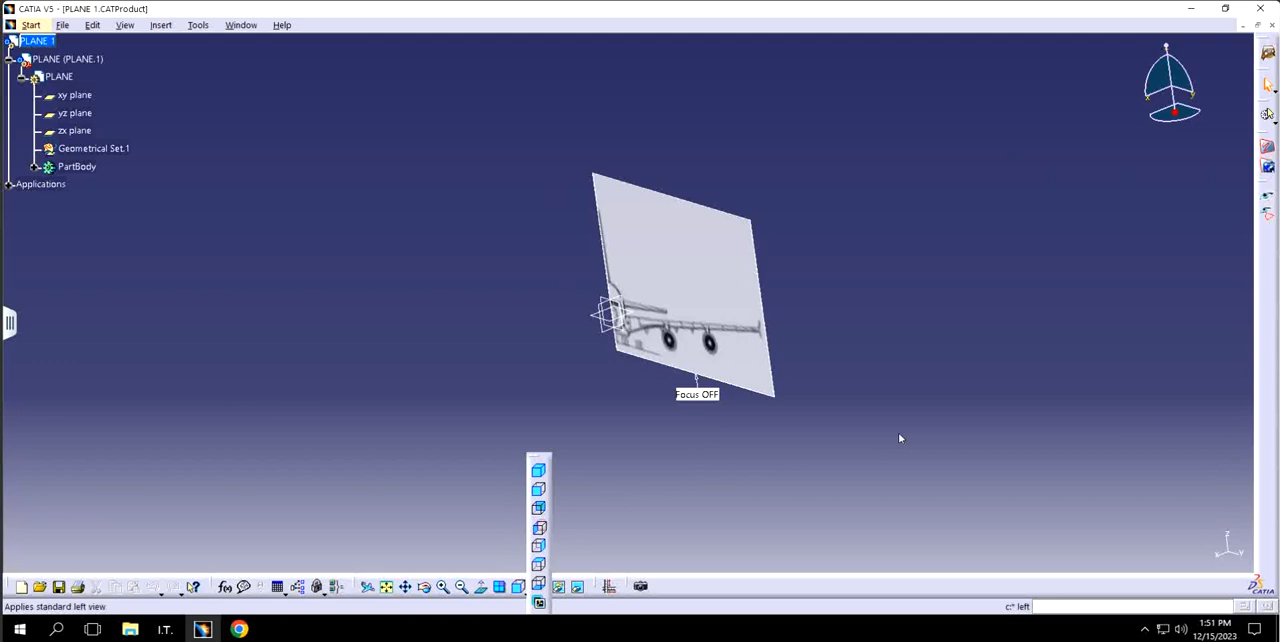 CATIA V5 - [PLANE 1.CATProduct]
Start File Edit View Insert Tools Window Help
PLANE 1
PLANE (PLANE.1)
PLANE
xy plane
yz plane
zx plane
Geometrical Set.1
PartBody
Applications
Focus OFF
x y
z
x y
f(x)
CATIA
Applies standard left view
c:" left
I.T.
1:51 PM
12/15/2023